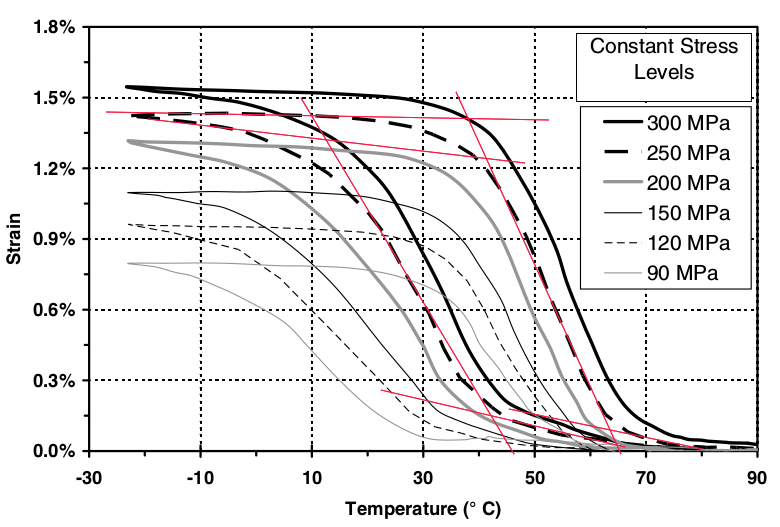 1.8%
1.5%
1.2%
0.9%
0.6%
0.3%
0.0%
Strain
-30
-10
10
30
50
70
90
Temperature (° C)
Constant Stress
Levels
300 MPa
250 MPa
200 MPa
150 MPa
120 MPa
90 MPa